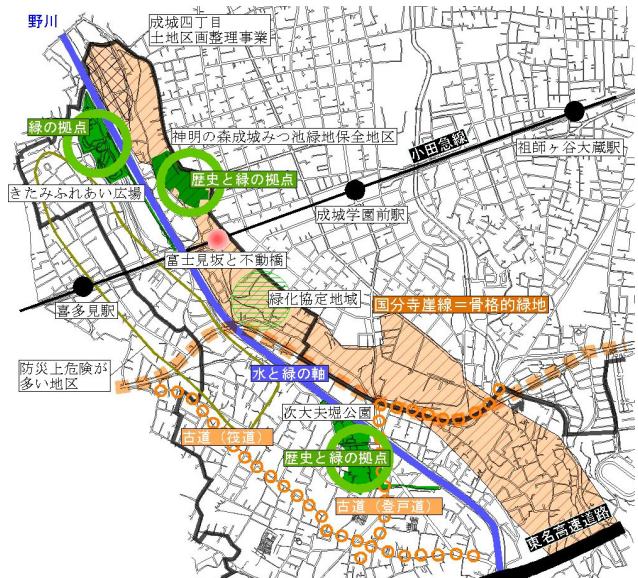 野川
成城四丁目
土地区画整理事業
緑の拠点
神明の森成城みつ池緑地保全地区
小田急線
祖師ヶ谷大蔵駅
歴史と緑の拠点
きたみふれあい広場
成城学園前駅
富士見坂と不動橋
喜多見駅
緑化協定地域
国分寺崖線=骨格的緑地
防災上危険が
多い地区
水と緑の軸
次大夫堀公園
古道(筏道)
歴史と緑の拠点
古道(登戸道)
東名高速道路